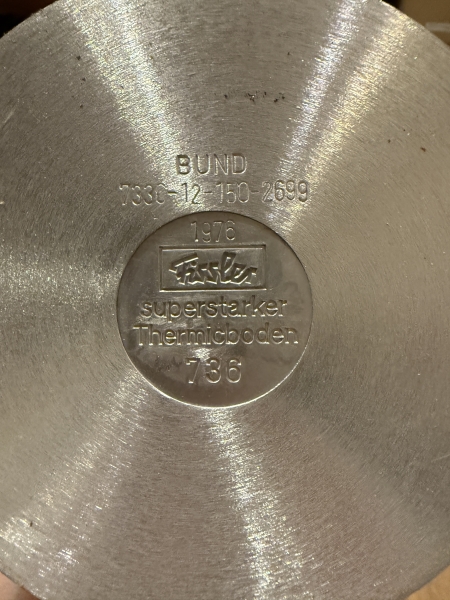 BUND
7330-12-150-2699
1976
Fissler
superstarker
Thermicboden
736